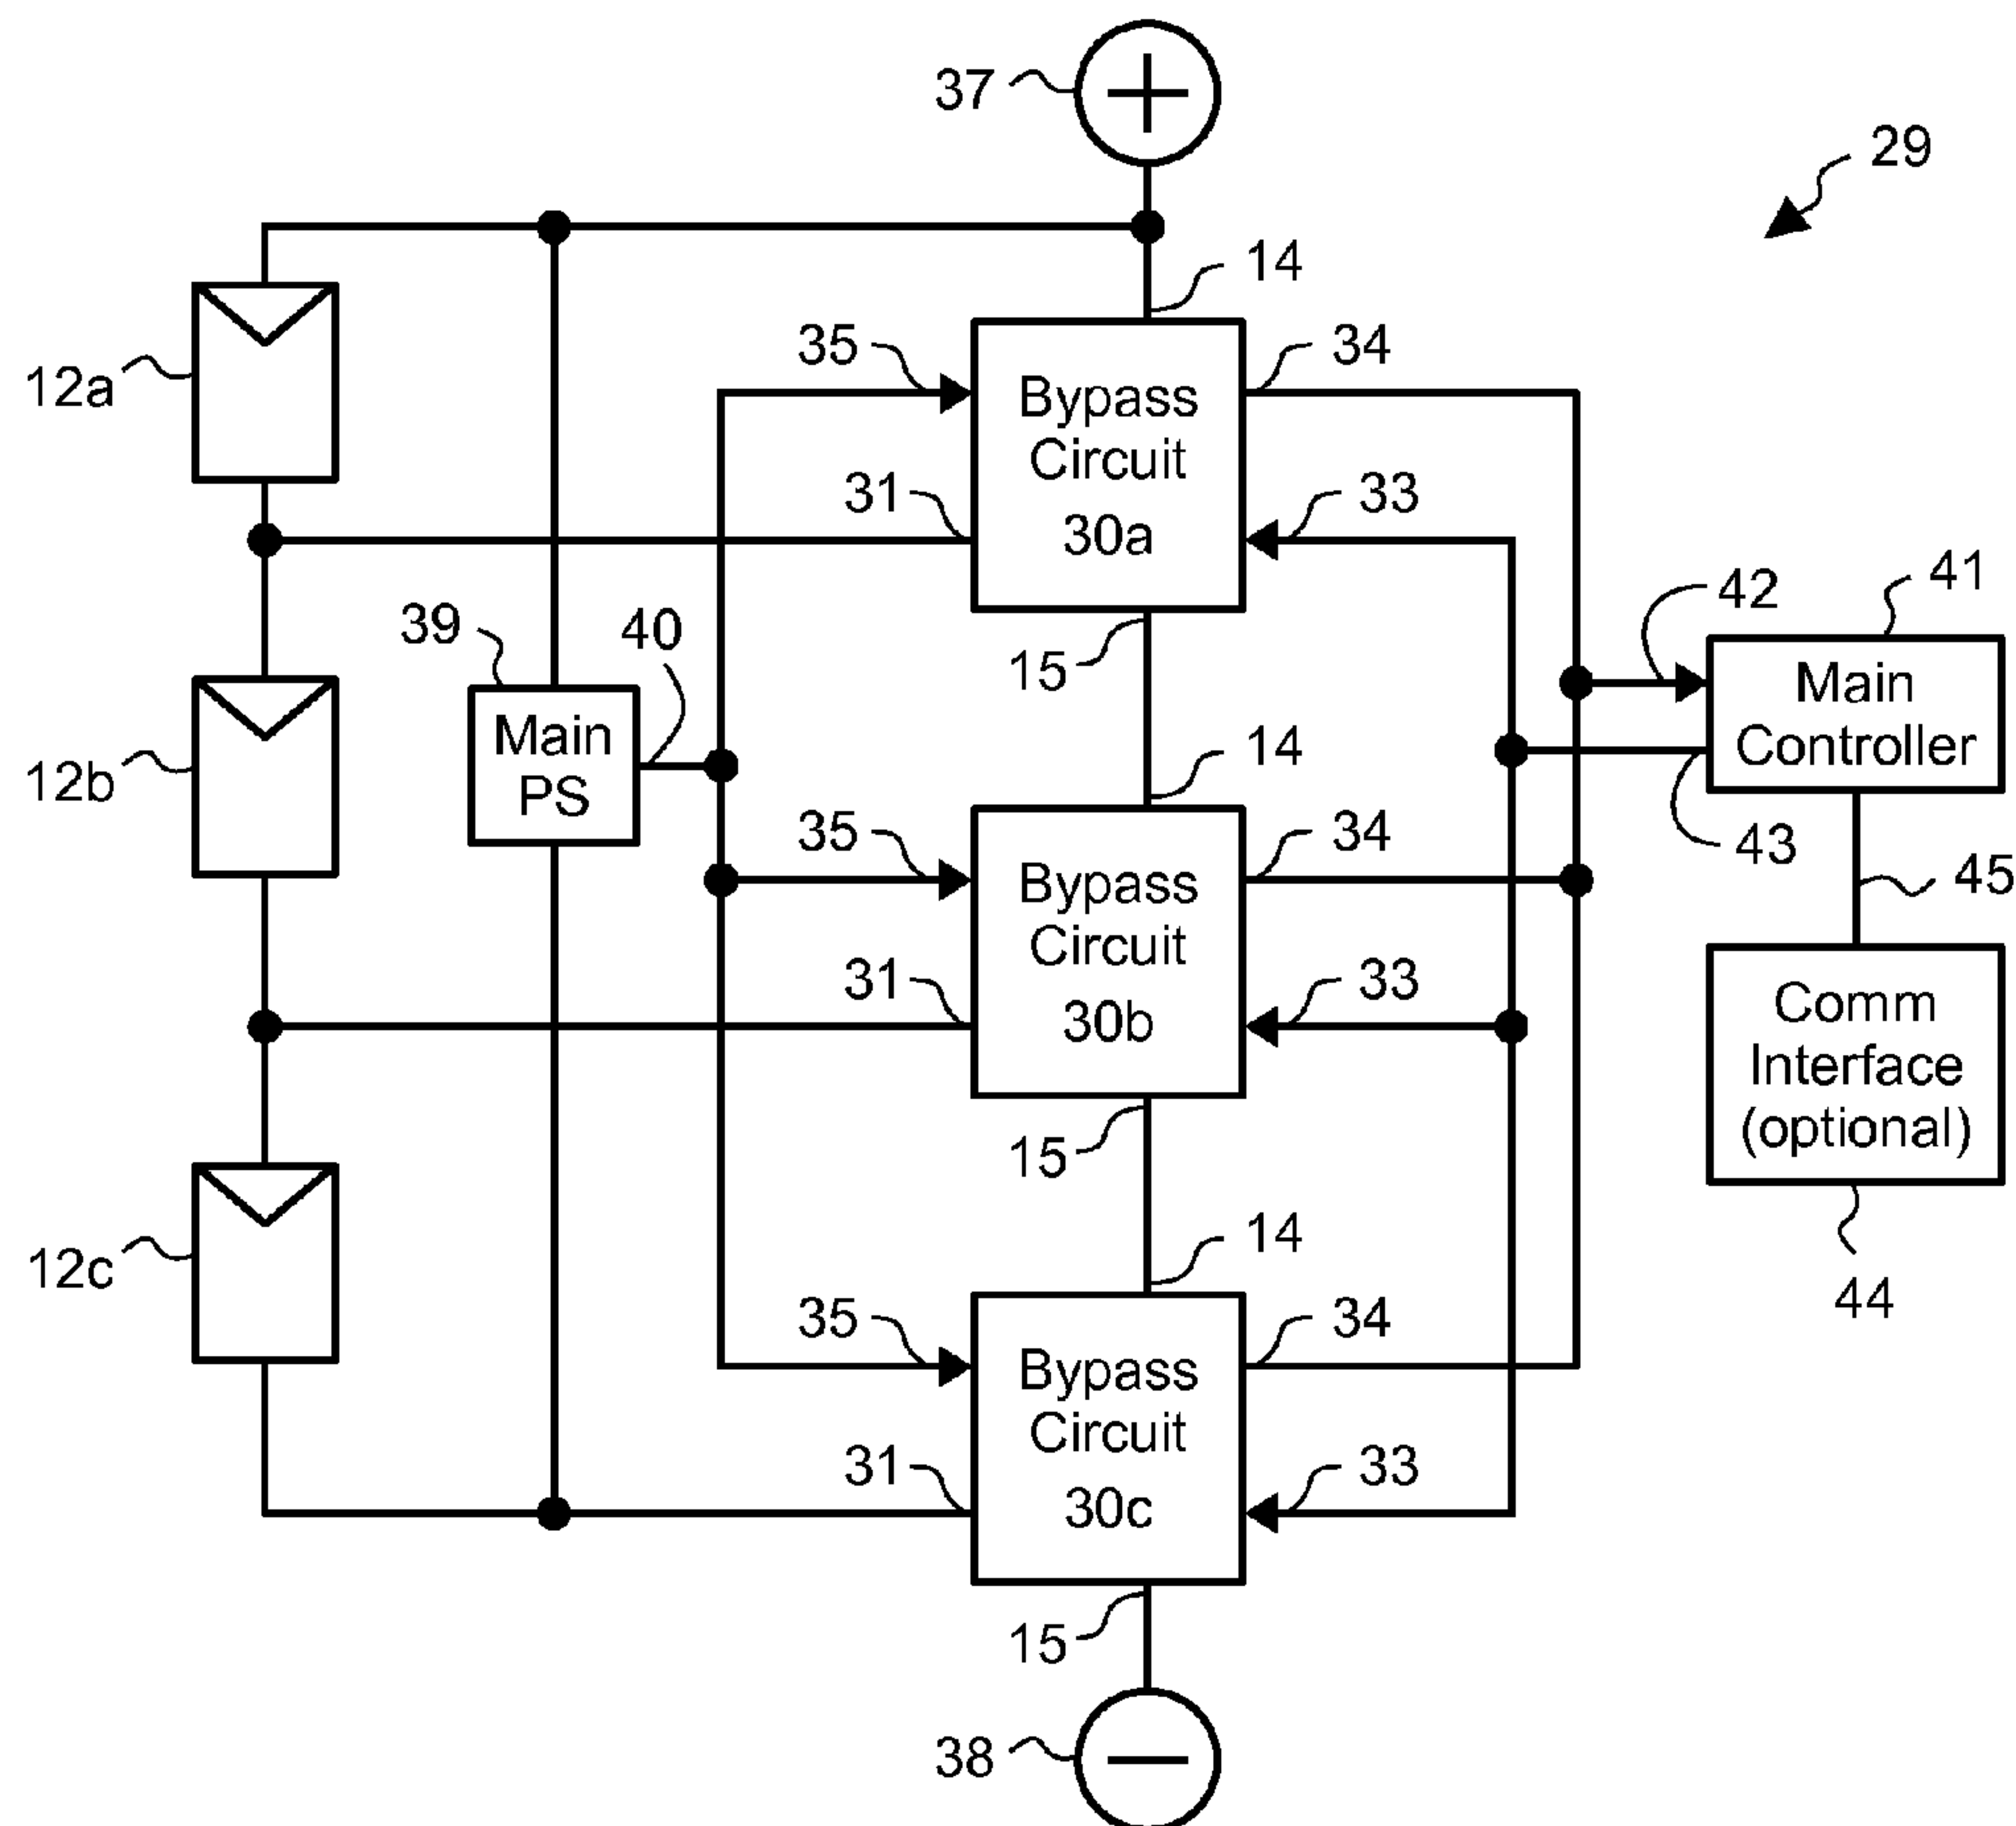 37
29
14
35
34
12a
Bypass
Circuit
30a
31
33
39
40
15
42
41
Main
Controller
Main
PS
14
12b
43
35
34
45
Bypass
Circuit
30b
31
33
Comm
Interface
(optional)
15
14
12c
44
35
34
Bypass
Circuit
30c
31
33
15
38